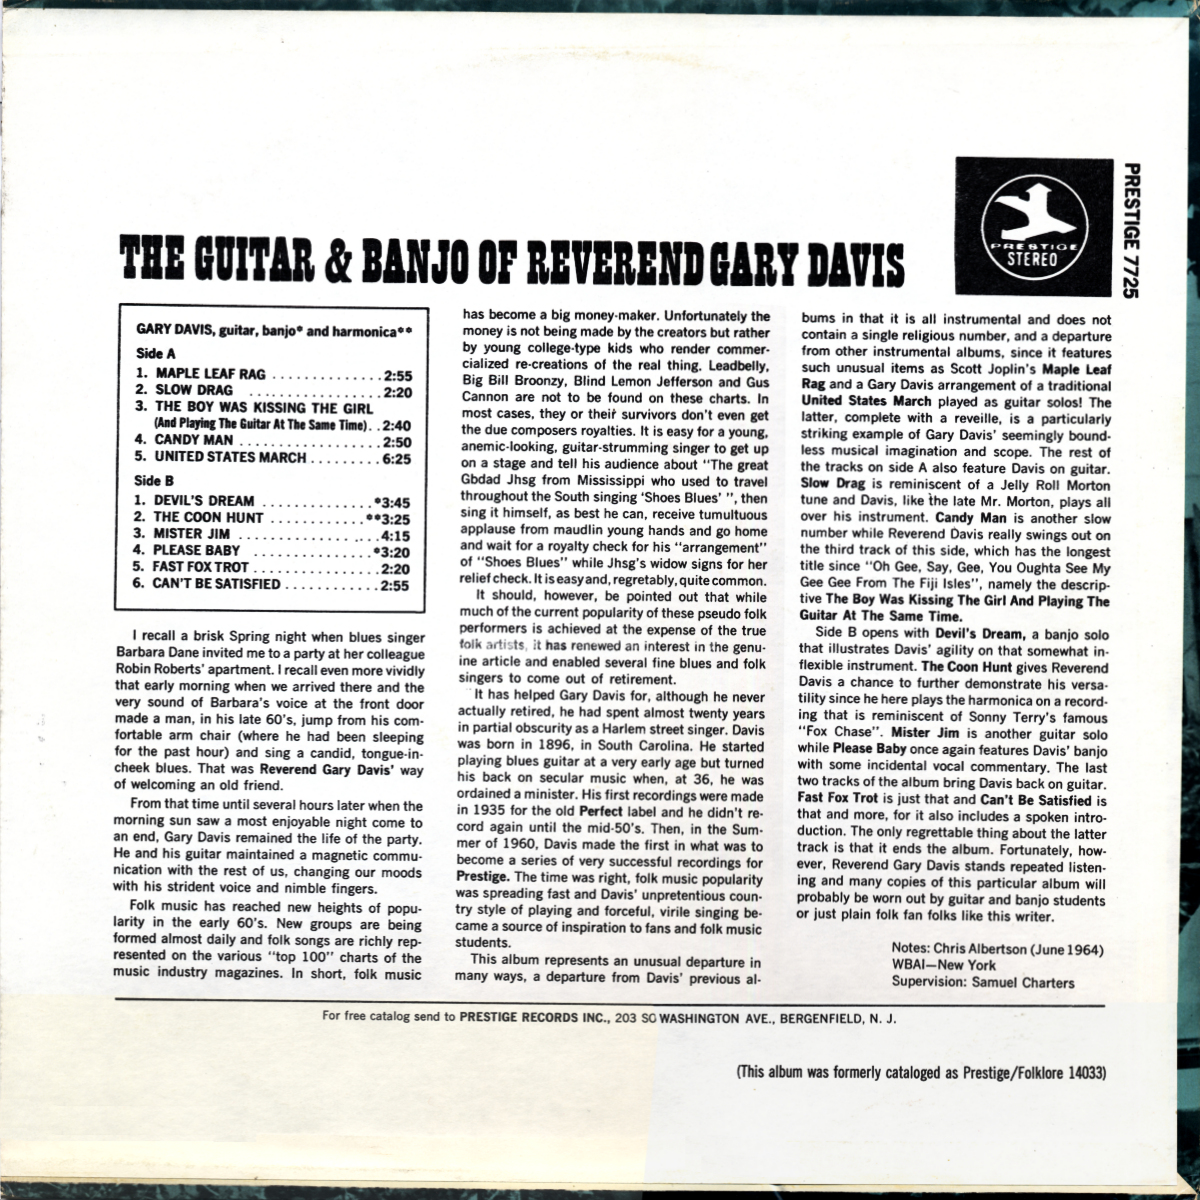 PRESTIGE
STEREO
PRESTIGE 7725
THE GUITAR & BANJO OF REVEREND GARY DAVIS
GARY DAVIS, guitar, banjo* and harmonica**
Side A
1. MAPLE LEAF RAG . . . . . . . . . . . . . 2:55
2. SLOW DRAG . . . . . . . . . . . . . . . . 2:20
3. THE BOY WAS KISSING THE GIRL
(And Playing The Guitar At The Same Time). . 2:40
4. CANDY MAN . . . . . . . . . . . . . . . . 2:50
5. UNITED STATES MARCH . . . . . . . . . 6:25
Side B
1. DEVIL'S DREAM . . . . . . . . . . . . . *3:45
2. THE COON HUNT . . . . . . . . . . . **3:25
3. MISTER JIM . . . . . . . . . . . . . . . . 4:15
4. PLEASE BABY . . . . . . . . . . . . . *3:20
5. FAST FOX TROT . . . . . . . . . . . . . 2:20
6. CAN'T BE SATISFIED . . . . . . . . . . . 2:55
I recall a brisk Spring night when blues singer
Barbara Dane invited me to a party at her colleague
Robin Roberts' apartment. I recall even more vividly
that early morning when we arrived there and the
very sound of Barbara's voice at the front door
made a man, in his late 60's, jump from his com-
fortable arm chair (where he had been sleeping
for the past hour) and sing a candid, tongue-in-
cheek blues. That was Reverend Gary Davis' way
of welcoming an old friend.
From that time until several hours later when the
morning sun saw a most enjoyable night come to
an end, Gary Davis remained the life of the party.
He and his guitar maintained a magnetic commu-
nication with the rest of us, changing our moods
with his strident voice and nimble fingers.
Folk music has reached new heights of popu-
larity in the early 60's. New groups are being
formed almost daily and folk songs are richly rep-
resented on the various "top 100" charts of the
music industry magazines. In short, folk music
has become a big money-maker. Unfortunately the
money is not being made by the creators but rather
by young college-type kids who render commer-
cialized re-creations of the real thing. Leadbelly,
Big Bill Broonzy, Blind Lemon Jefferson and Gus
Cannon are not to be found on these charts. In
most cases, they or their survivors don't even get
the due composers royalties. It is easy for a young,
anemic-looking, guitar-strumming singer to get up
on a stage and tell his audience about "The great
Gbdad Jhsg from Mississippi who used to travel
throughout the South singing 'Shoes Blues' ", then
sing it himself, as best he can, receive tumultuous
applause from maudlin young hands and go home
and wait for a royalty check for his "arrangement"
of "Shoes Blues" while Jhsg's widow signs for her
relief check. It is easy and, regretably, quite common.
It should, however, be pointed out that while
much of the current popularity of these pseudo folk
performers is achieved at the expense of the true
folk artists, it has renewed an interest in the genu-
ine article and enabled several fine blues and folk
singers to come out of retirement.
It has helped Gary Davis for, although he never
actually retired, he had spent almost twenty years
in partial obscurity as a Harlem street singer. Davis
was born in 1896, in South Carolina. He started
playing blues guitar at a very early age but turned
his back on secular music when, at 36, he was
ordained a minister. His first recordings were made
in 1935 for the old Perfect label and he didn't re-
cord again until the mid-50's. Then, in the Sum-
mer of 1960, Davis made the first in what was to
become a series of very successful recordings for
Prestige. The time was right, folk music popularity
was spreading fast and Davis' unpretentious coun-
try style of playing and forceful, virile singing be-
came a source of inspiration to fans and folk music
students.
This album represents an unusual departure in
many ways, a departure from Davis' previous al-
bums in that it is all instrumental and does not
contain a single religious number, and a departure
from other instrumental albums, since it features
such unusual items as Scott Joplin's Maple Leaf
Rag and a Gary Davis arrangement of a traditional
United States March played as guitar solos! The
latter, complete with a reveille, is a particularly
striking example of Gary Davis' seemingly bound-
less musical imagination and scope. The rest of
the tracks on side A also feature Davis on guitar.
Slow Drag is reminiscent of a Jelly Roll Morton
tune and Davis, like the late Mr. Morton, plays all
over his instrument. Candy Man is another slow
number while Reverend Davis really swings out on
the third track of this side, which has the longest
title since "Oh Gee, Say, Gee, You Oughta See My
Gee Gee From The Fiji Isles", namely the descrip-
tive The Boy Was Kissing The Girl And Playing The
Guitar At The Same Time.
Side B opens with Devil's Dream, a banjo solo
that illustrates Davis' agility on that somewhat in-
flexible instrument. The Coon Hunt gives Reverend
Davis a chance to further demonstrate his versa-
tility since he here plays the harmonica on a record-
ing that is reminiscent of Sonny Terry's famous
"Fox Chase". Mister Jim is another guitar solo
while Please Baby once again features Davis' banjo
with some incidental vocal commentary. The last
two tracks of the album bring Davis back on guitar.
Fast Fox Trot is just that and Can't Be Satisfied is
that and more, for it also includes a spoken intro-
duction. The only regrettable thing about the latter
track is that it ends the album. Fortunately, how-
ever, Reverend Gary Davis stands repeated listen-
ing and many copies of this particular album will
probably be worn out by guitar and banjo students
or just plain folk fan folks like this writer.
Notes: Chris Albertson (June 1964)
WBAI—New York
Supervision: Samuel Charters
For free catalog send to PRESTIGE RECORDS INC., 203 SO WASHINGTON AVE., BERGENFIELD, N. J.
(This album was formerly cataloged as Prestige/Folklore 14033)